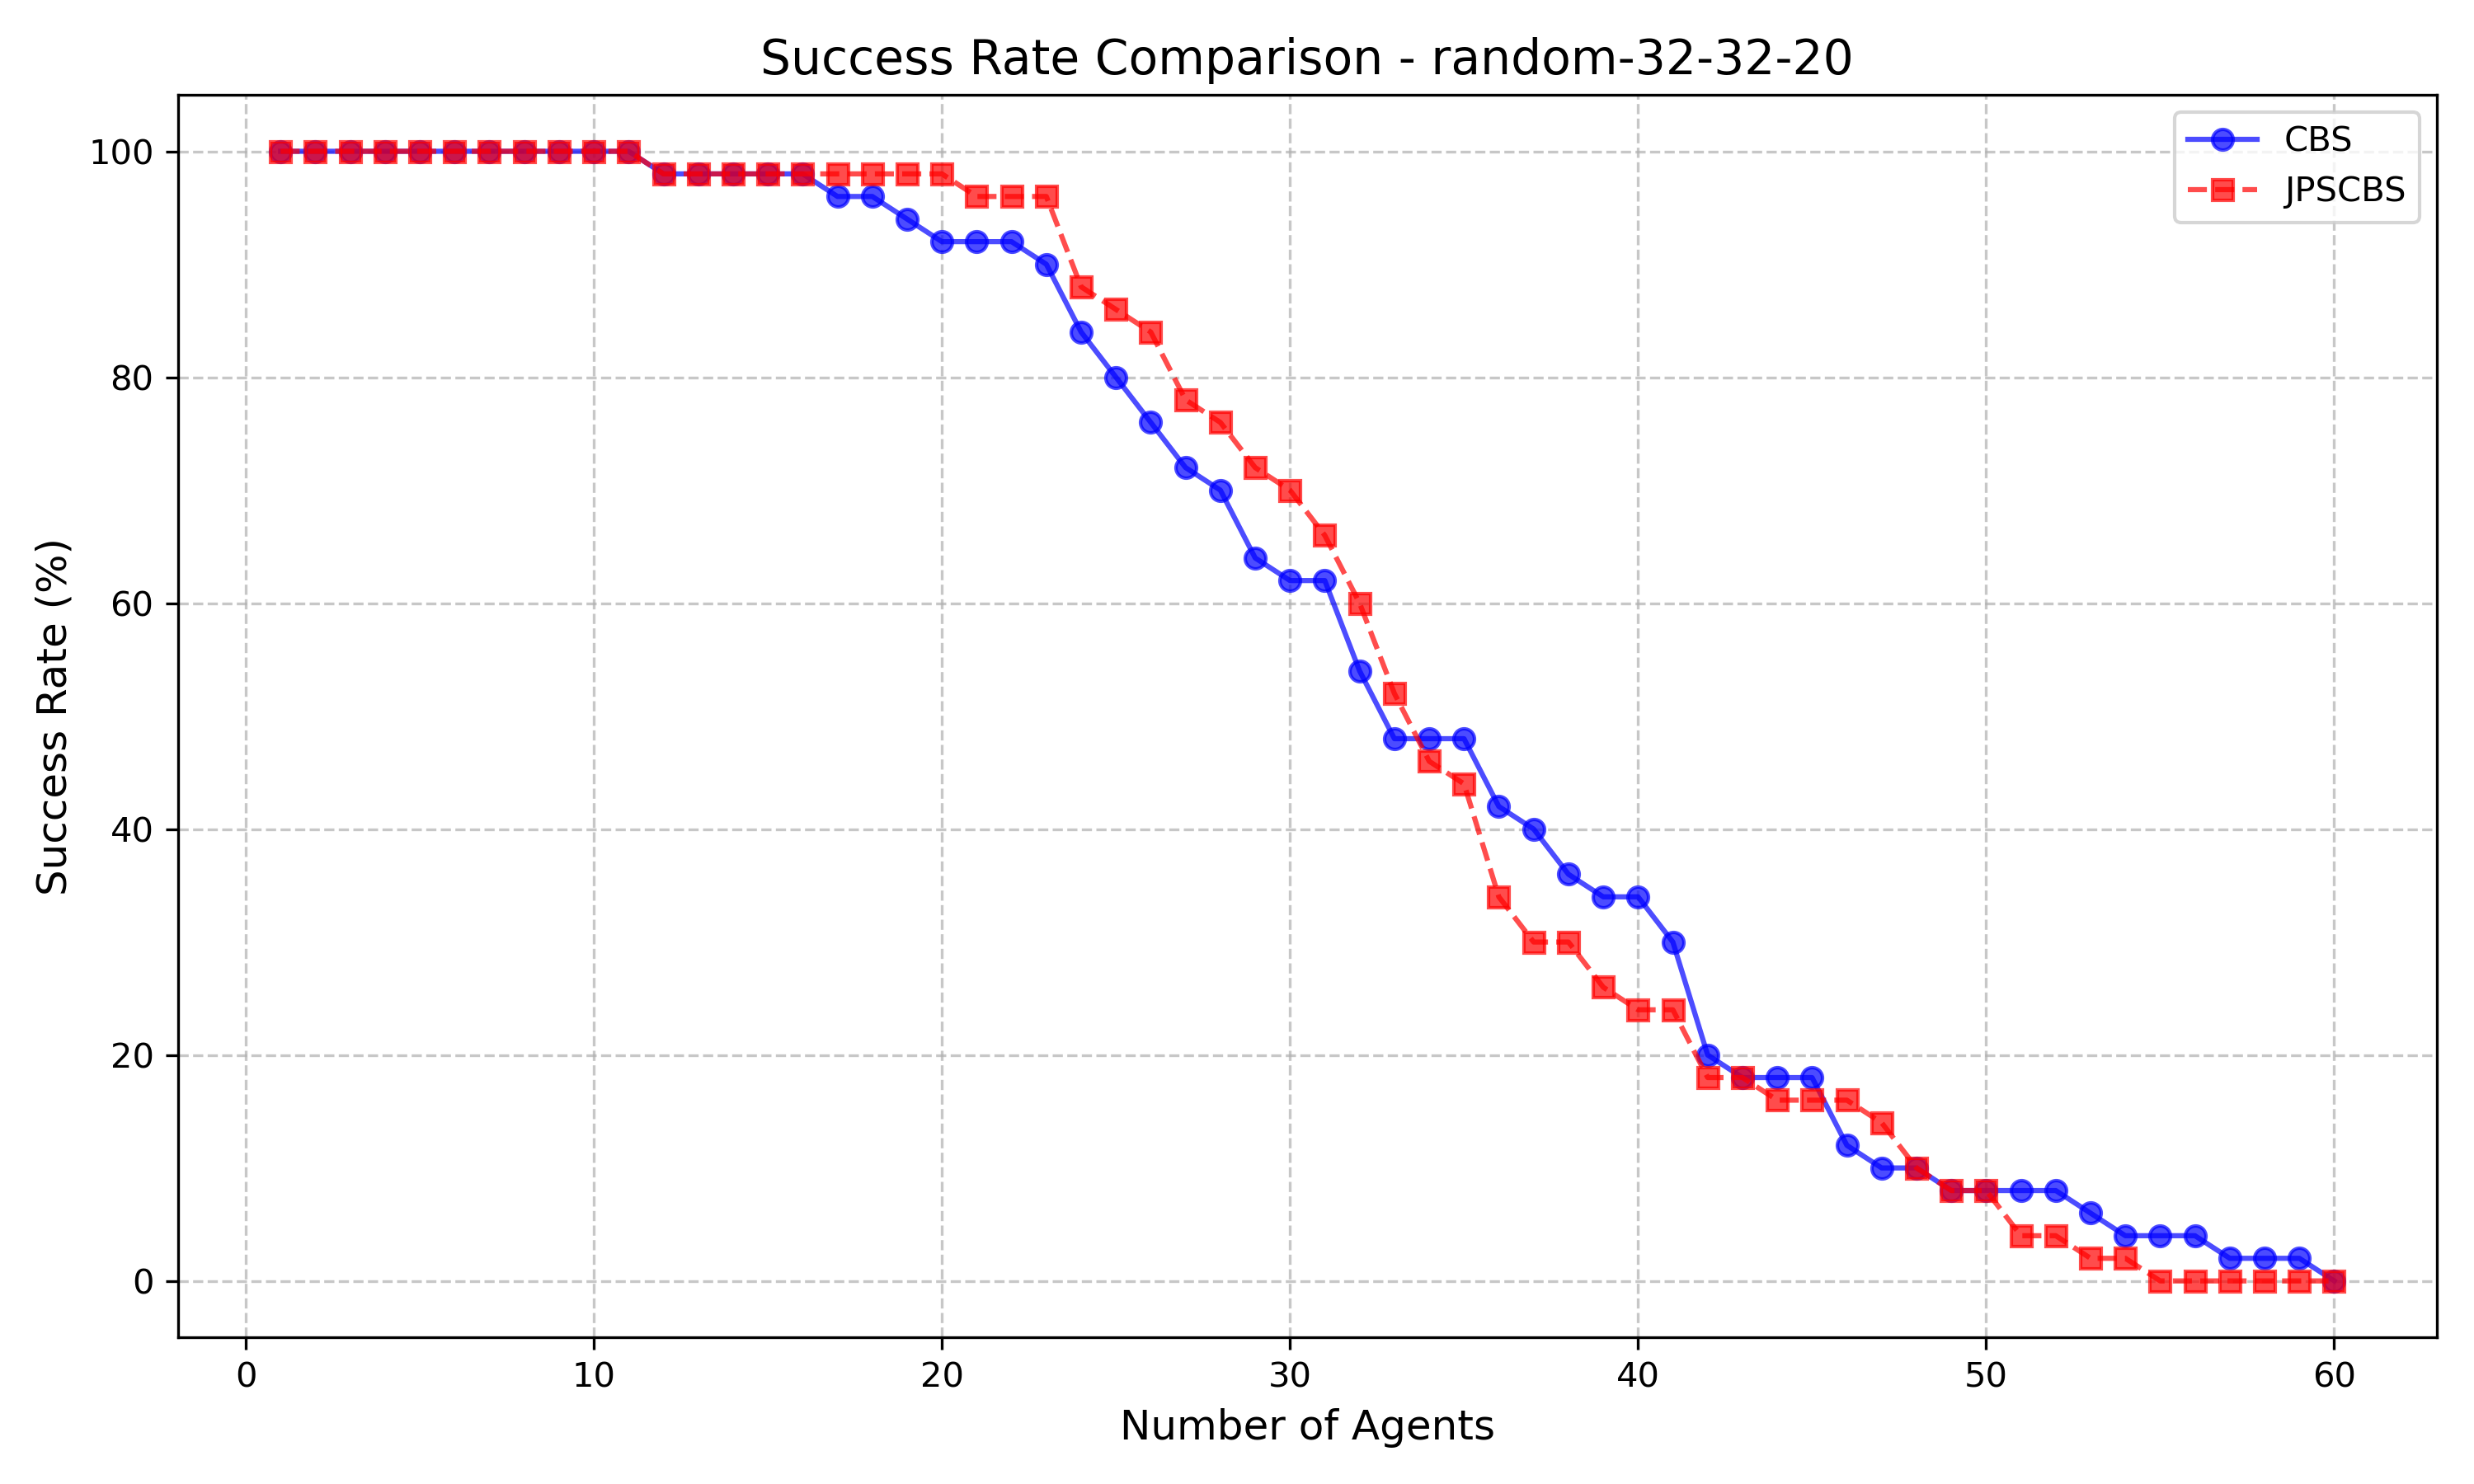 Success Rate Comparison - random-32-32-20
CBS
JPSCBS
100
80
60
40
20
0
Success Rate (%)
0 10 20 30 40 50 60
Number of Agents